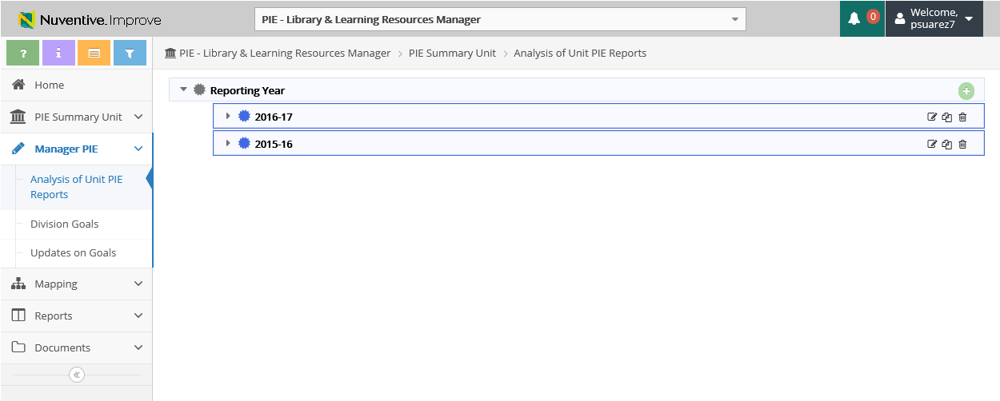 Nuventive. Improve
PIE - Library & Learning Resources Manager
0
Welcome,
psuarez7
?
i
PIE - Library & Learning Resources Manager > PIE Summary Unit > Analysis of Unit PIE Reports
Home
PIE Summary Unit
Manager PIE
Analysis of Unit PIE
Reports
Division Goals
Updates on Goals
Mapping
Reports
Documents
Reporting Year
2016-17
2015-16